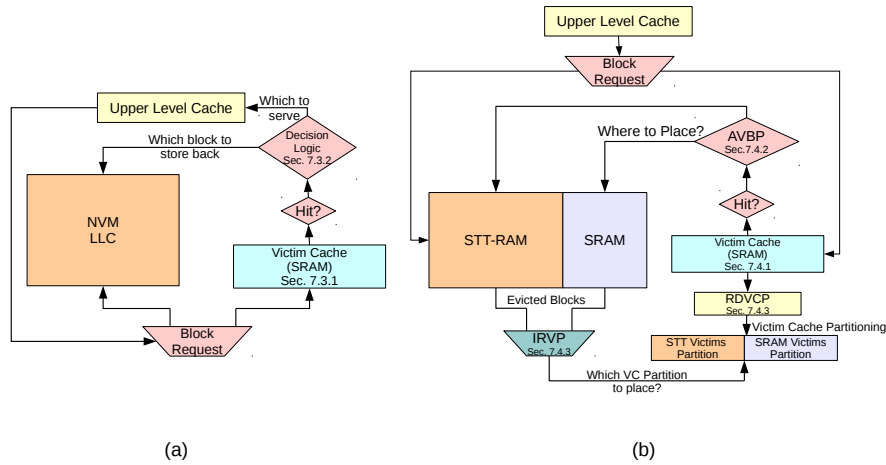 Upper Level Cache
Which to
serve
Which block to
store back
Decision
Logic
Sec. 7.3.2
NVM
LLC
Hit?
Victim Cache
(SRAM)
Sec. 7.3.1
Block
Request
(a)
Upper Level Cache
Block
Request
Where to Place?
AVBP
Sec.7.4.2
Hit?
STT-RAM
SRAM
Victim Cache
(SRAM)
Sec. 7.4.1
Evicted Blocks
RDVCP
Sec. 7.4.3
Victim Cache Partitioning
IRVP
Sec. 7.4.3
STT Victims
Partition
SRAM Victims
Partition
Which VC Partition
to place?
(b)